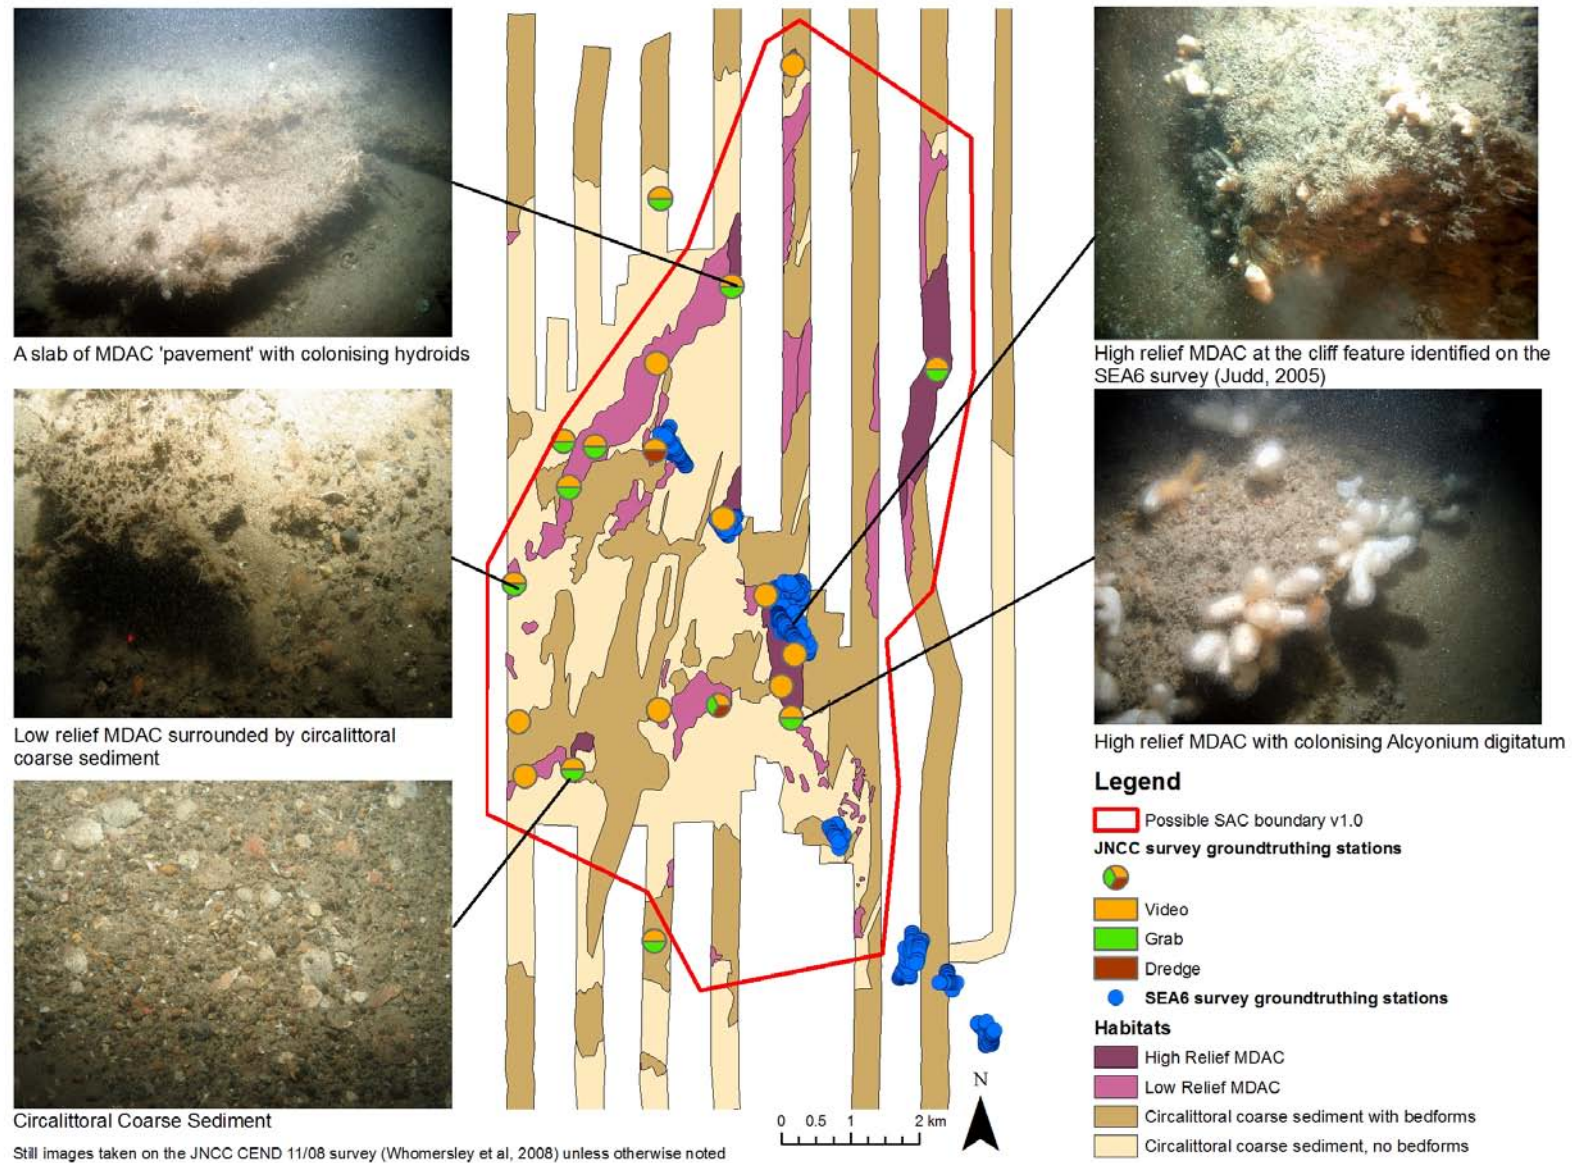 A slab of MDAC 'pavement' with colonising hydroids
Low relief MDAC surrounded by circalittoral
coarse sediment
Circalittoral Coarse Sediment
Still images taken on the JNCC CEND 11/08 survey (Whomersley et al, 2008) unless otherwise noted
N
0 0.5 1 2 km
High relief MDAC at the cliff feature identified on the
SEA6 survey (Judd, 2005)
High relief MDAC with colonising Alcyonium digitatum
Legend
Possible SAC boundary v1.0
JNCC survey groundtruthing stations
Video
Grab
Dredge
SEA6 survey groundtruthing stations
Habitats
High Relief MDAC
Low Relief MDAC
Circalittoral coarse sediment with bedforms
Circalittoral coarse sediment, no bedforms